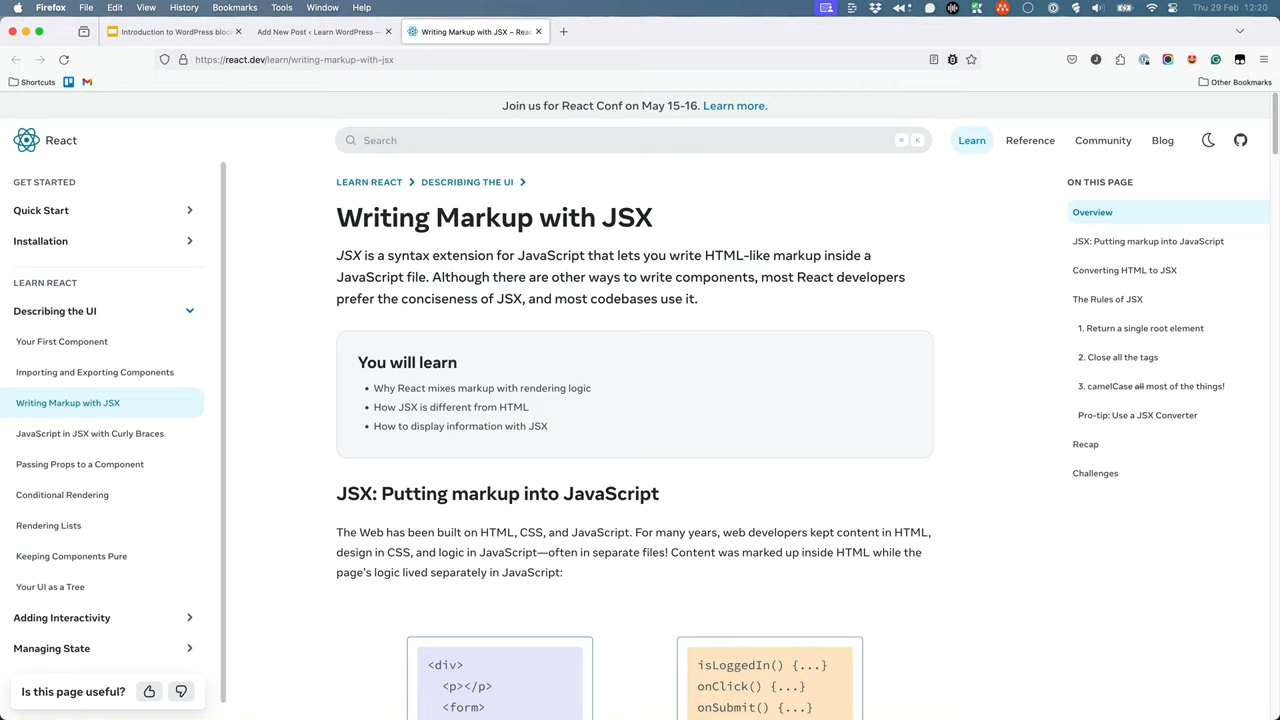 Firefox File Edit View History Bookmarks Tools Window Help Thu 29 Feb 12:20
Introduction to WordPress bloc
Add New Post ‹ Learn WordPress —
Writing Markup with JSX – Reac
https://react.dev/learn/writing-markup-with-jsx
Shortcuts
Other Bookmarks
Join us for React Conf on May 15-16. Learn more.
React
Search
Learn
Reference
Community
Blog
GET STARTED
Quick Start
Installation
LEARN REACT
Describing the UI
Your First Component
Importing and Exporting Components
Writing Markup with JSX
JavaScript in JSX with Curly Braces
Passing Props to a Component
Conditional Rendering
Rendering Lists
Keeping Components Pure
Your UI as a Tree
Adding Interactivity
Managing State
Is this page useful?
LEARN REACT > DESCRIBING THE UI >
Writing Markup with JSX
JSX is a syntax extension for JavaScript that lets you write HTML-like markup inside a
JavaScript file. Although there are other ways to write components, most React developers
prefer the conciseness of JSX, and most codebases use it.
You will learn
• Why React mixes markup with rendering logic
• How JSX is different from HTML
• How to display information with JSX
JSX: Putting markup into JavaScript
The Web has been built on HTML, CSS, and JavaScript. For many years, web developers kept content in HTML,
design in CSS, and logic in JavaScript—often in separate files! Content was marked up inside HTML while the
page's logic lived separately in JavaScript:
<div>
<p></p>
<form>
isLoggedIn() {...}
onClick() {...}
onSubmit() {...}
ON THIS PAGE
Overview
JSX: Putting markup into JavaScript
Converting HTML to JSX
The Rules of JSX
1. Return a single root element
2. Close all the tags
3. camelCase all most of the things!
Pro-tip: Use a JSX Converter
Recap
Challenges